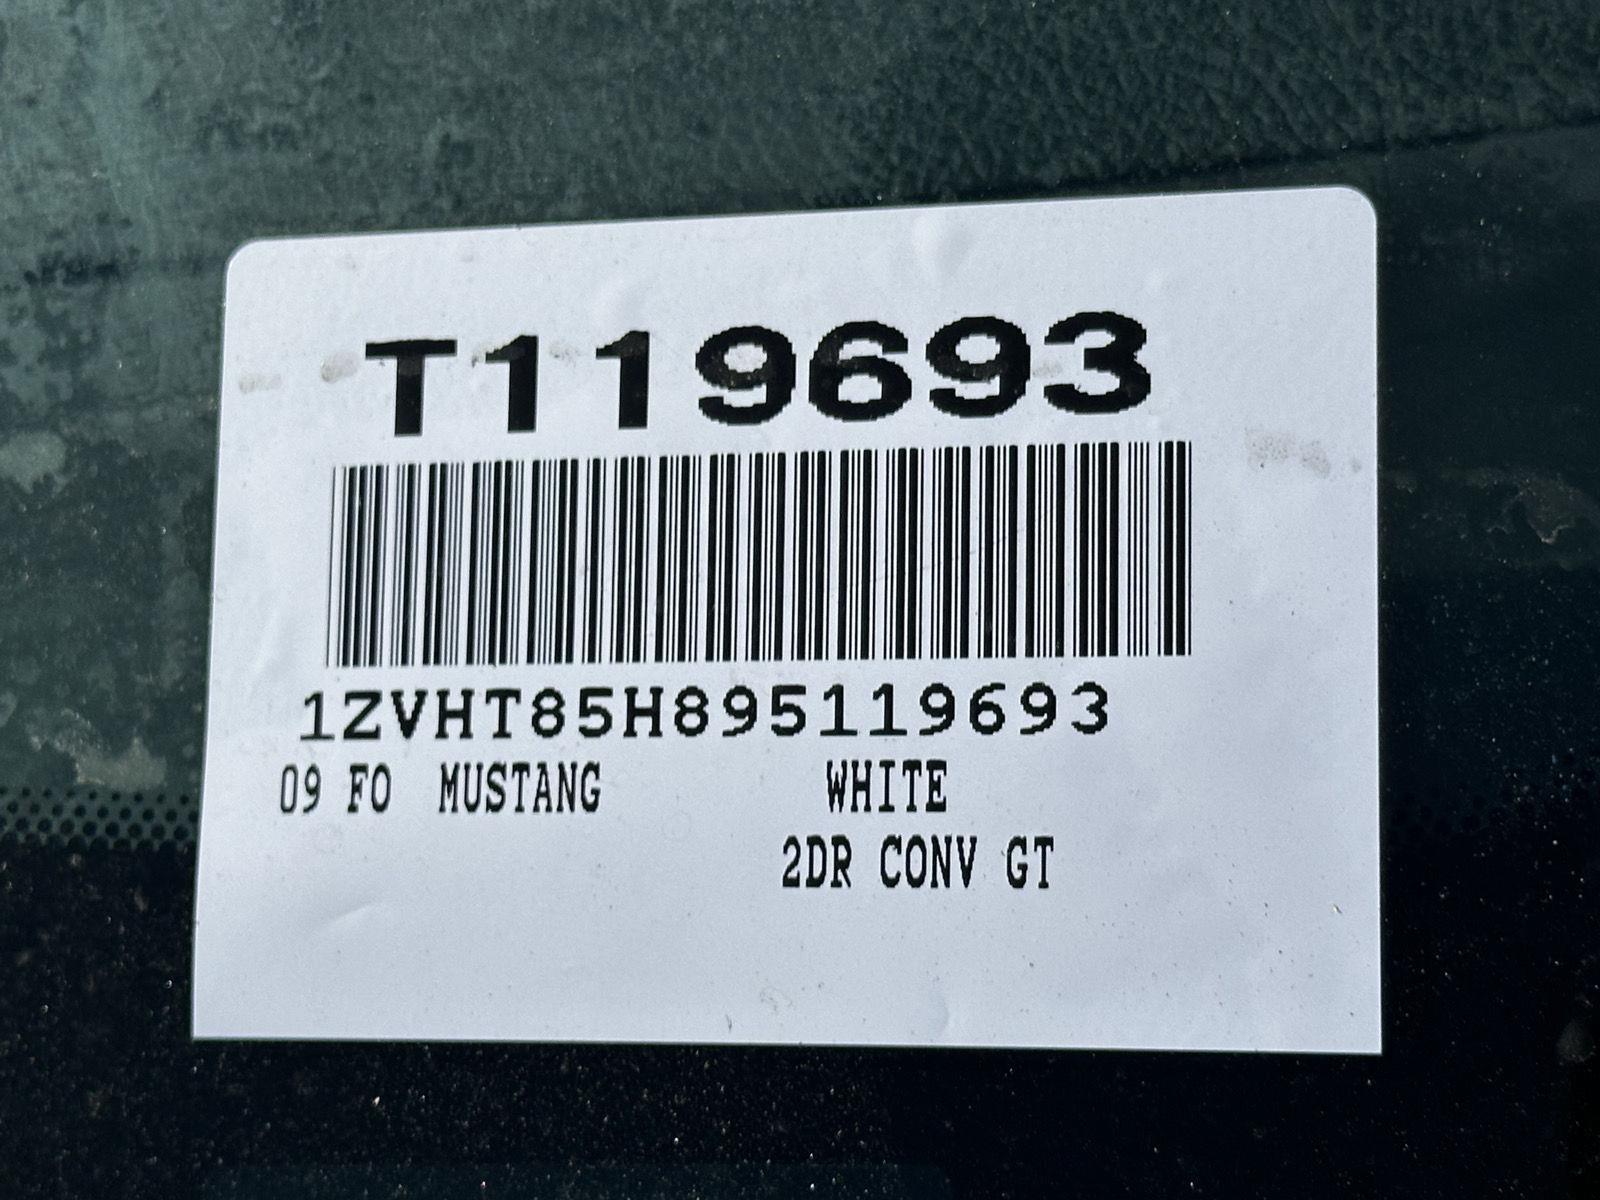 T119693
1ZVHT85H895119693
09 FO MUSTANG WHITE
2DR CONV GT